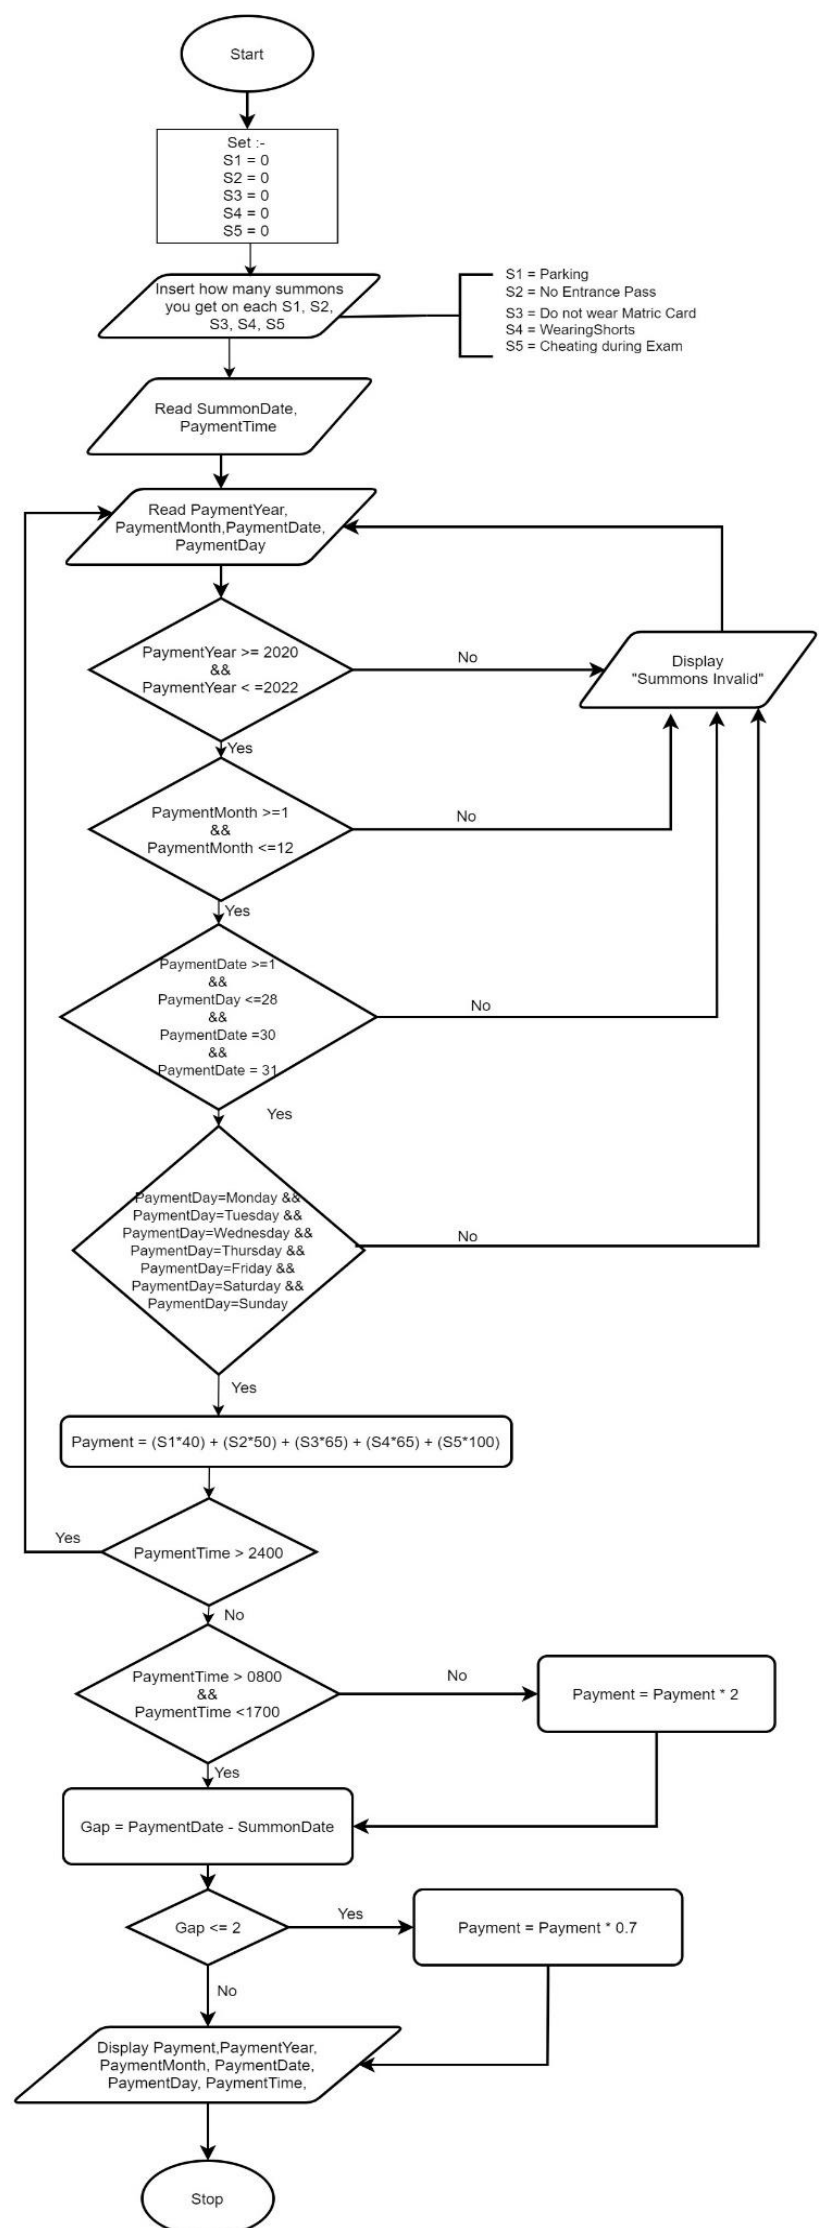 Start
Set :-
S1 = 0
S2 = 0
S3 = 0
S4 = 0
S5 = 0
Insert how many summons
you get on each S1, S2,
S3, S4, S5
S1 = Parking
S2 = No Entrance Pass
S3 = Do not wear Matric Card
S4 = WearingShorts
S5 = Cheating during Exam
Read SummonDate,
PaymentTime
Read PaymentYear,
PaymentMonth,PaymentDate,
PaymentDay
PaymentYear >= 2020
&&
PaymentYear < =2022
No
Display
"Summons Invalid"
Yes
PaymentMonth >=1
&&
PaymentMonth <=12
No
Yes
PaymentDate >=1
&&
PaymentDay <=28
&&
PaymentDate =30
&&
PaymentDate = 31
No
Yes
PaymentDay=Monday &&
PaymentDay=Tuesday &&
PaymentDay=Wednesday &&
PaymentDay=Thursday &&
PaymentDay=Friday &&
PaymentDay=Saturday &&
PaymentDay=Sunday
No
Yes
Payment = (S1*40) + (S2*50) + (S3*65) + (S4*65) + (S5*100)
Yes
PaymentTime > 2400
No
PaymentTime > 0800
&&
PaymentTime <1700
No
Payment = Payment * 2
Yes
Gap = PaymentDate - SummonDate
Gap <= 2
Yes
Payment = Payment * 0.7
No
Display Payment,PaymentYear,
PaymentMonth, PaymentDate,
PaymentDay, PaymentTime,
Stop